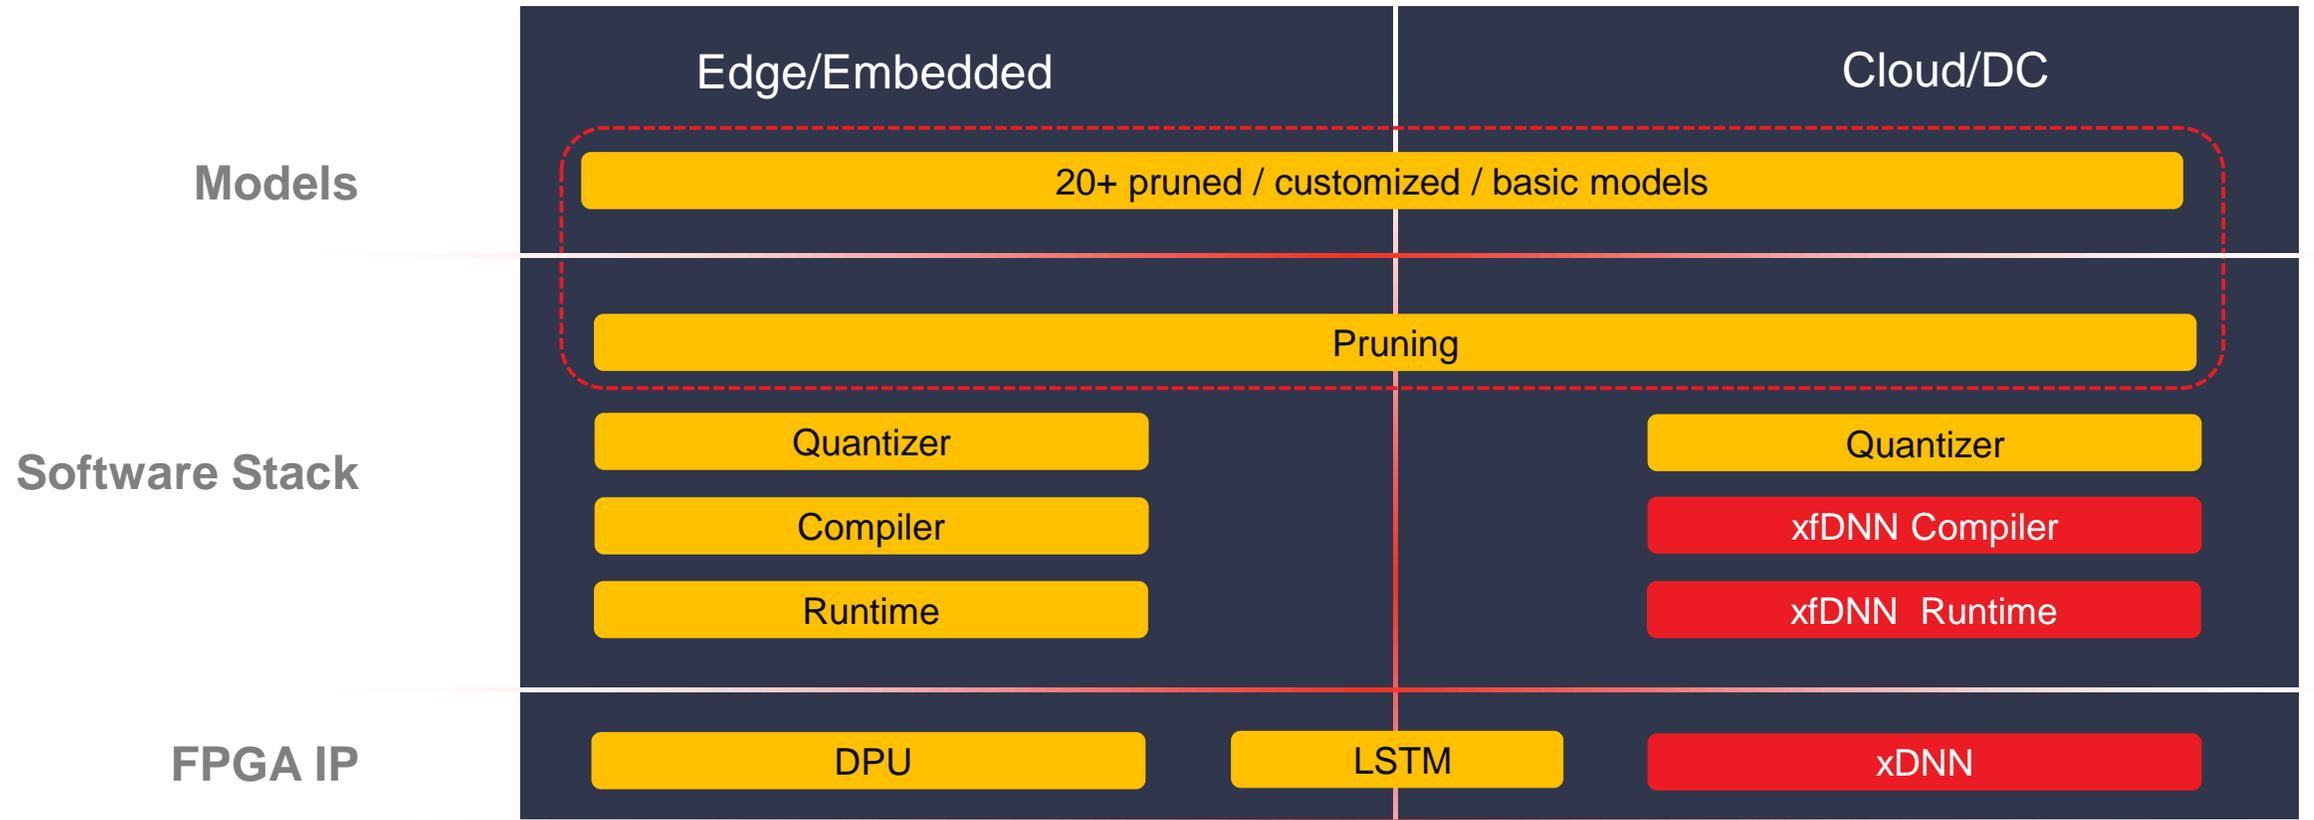 Edge/Embedded
Cloud/DC
Models
20+ pruned / customized / basic models
Pruning
Software Stack
Quantizer
Quantizer
Compiler
xfDNN Compiler
Runtime
xfDNN  Runtime
FPGA IP
DPU
LSTM
xDNN